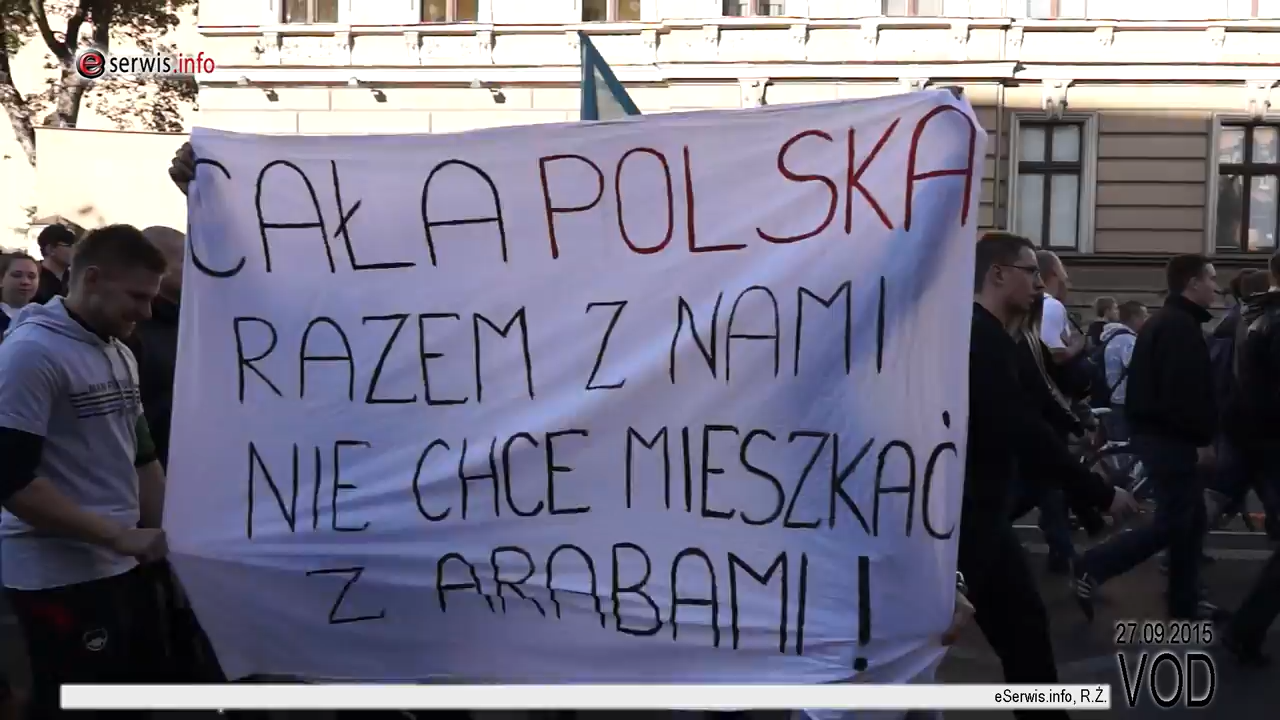 eserwis.info
CAŁA POLSKA
RAZEM Z NAMI
NIE CHCE MIESZKAĆ
Z ARABAMI!
27.09.2015
VOD
eSerwis.info, R.Ż.